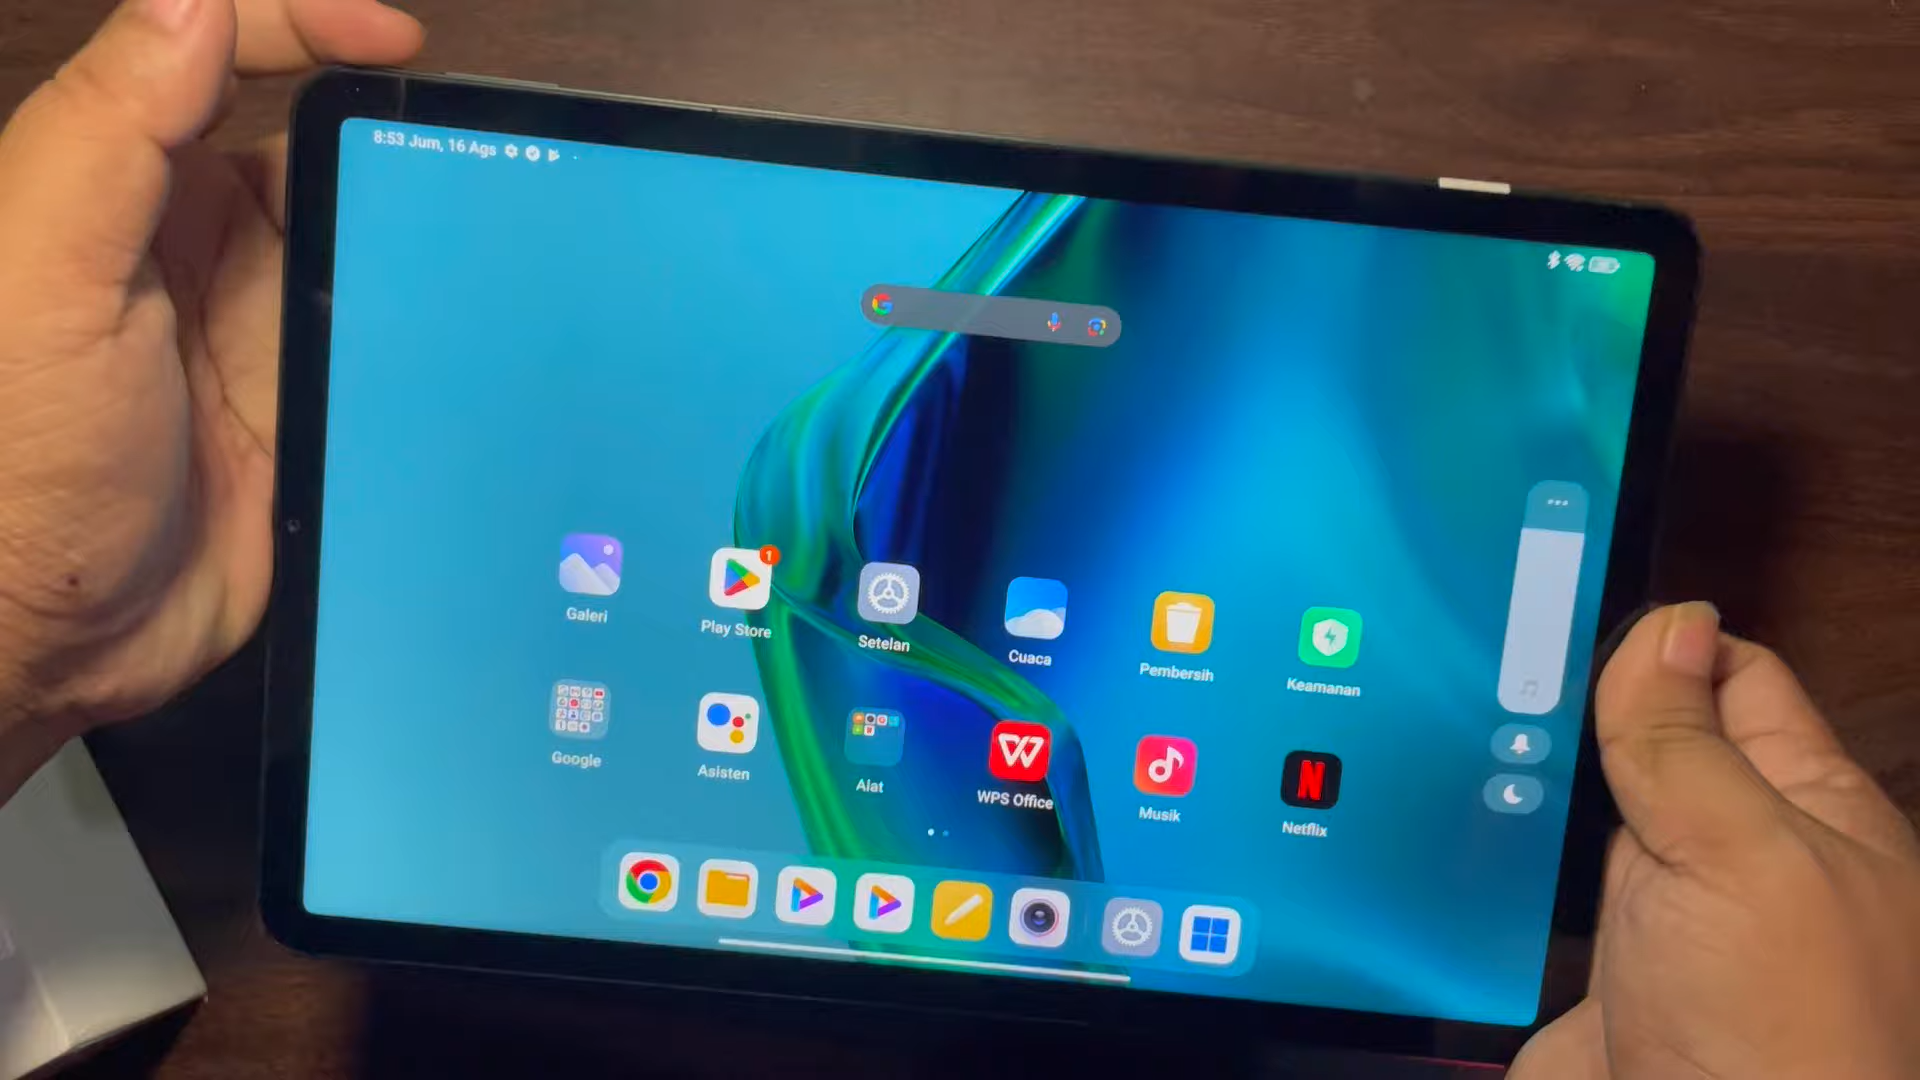 8:53 Jum, 16 Ags
Galeri
Play Store
1
Setelan
Cuaca
Pembersih
Keamanan
Google
Asisten
Alat
WPS Office
Musik
Netflix